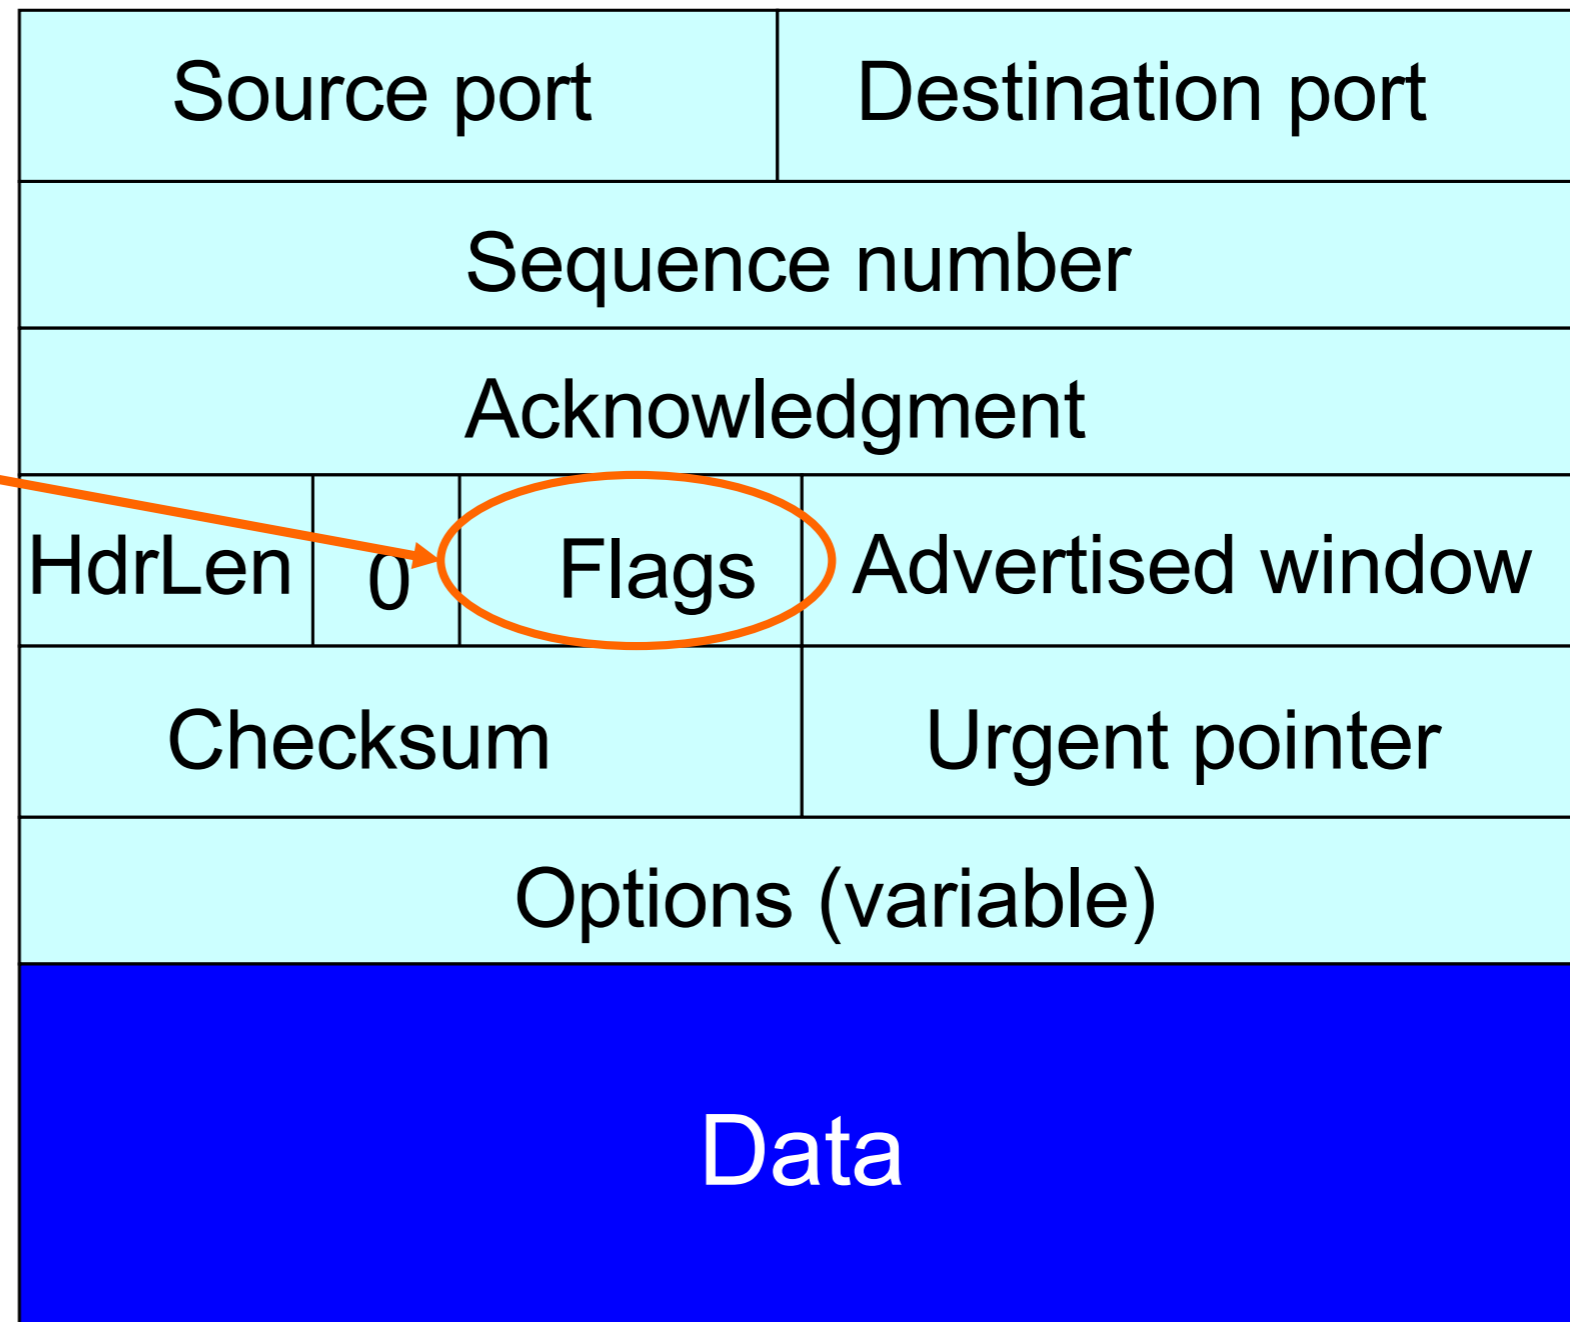 Source port Destination port
Sequence number
Acknowledgment
HdrLen 0 Flags Advertised window
Checksum Urgent pointer
Options (variable)
Data